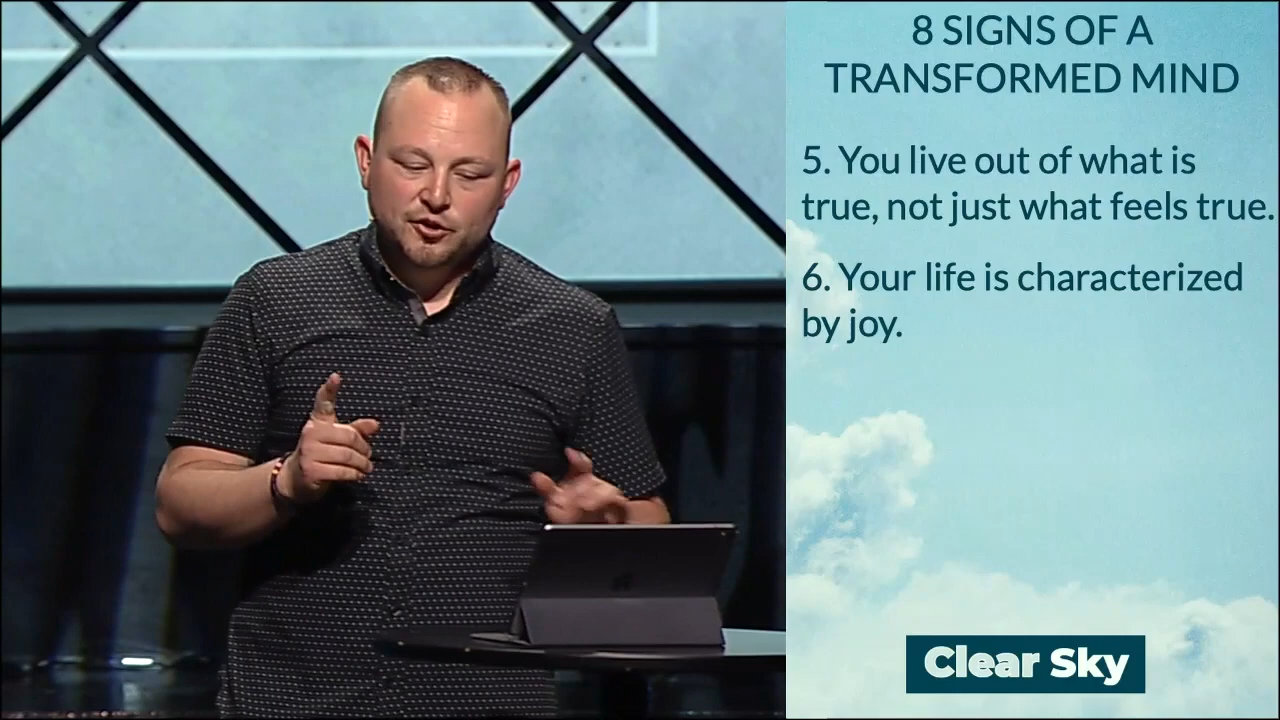 8 SIGNS OF A
TRANSFORMED MIND
5. You live out of what is
true, not just what feels true.
6. Your life is characterized
by joy.
Clear Sky